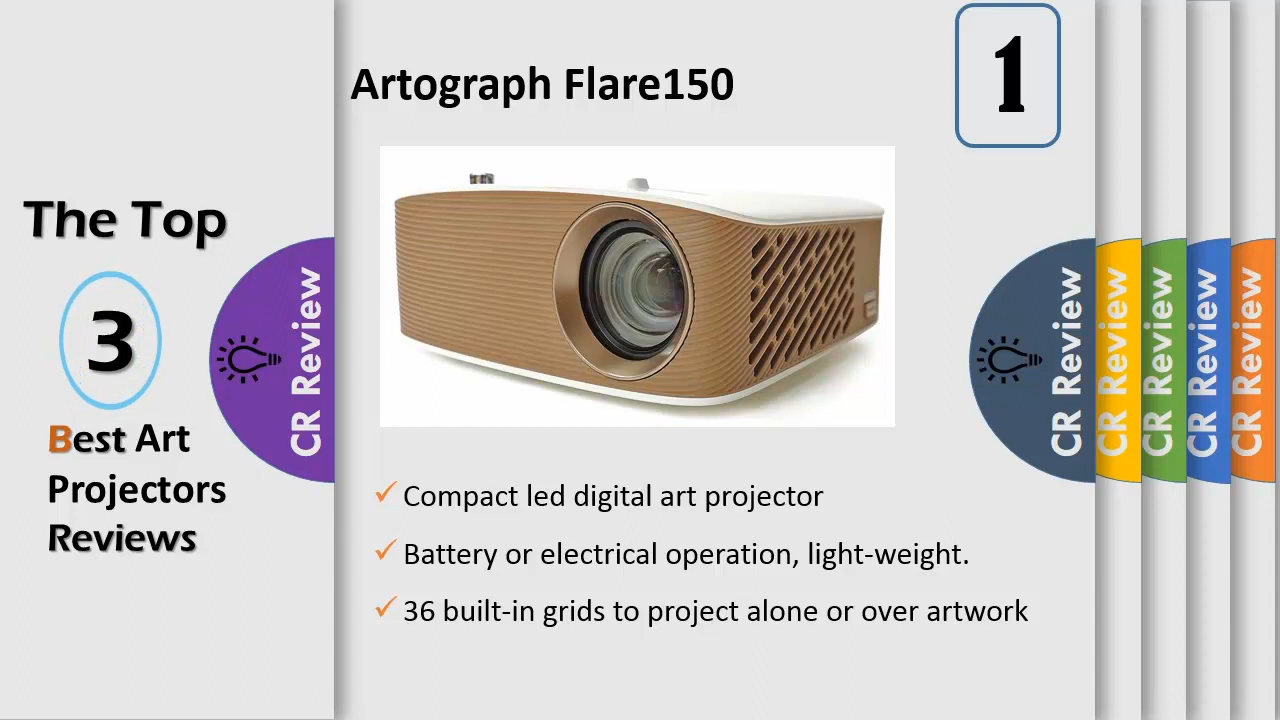 The Top
3
Best Art
Projectors
Reviews
CR Review
Artograph Flare150
1
Compact led digital art projector
Battery or electrical operation, light-weight.
36 built-in grids to project alone or over artwork
CR Review
CR Review
CR Review
CR Review
CR Review